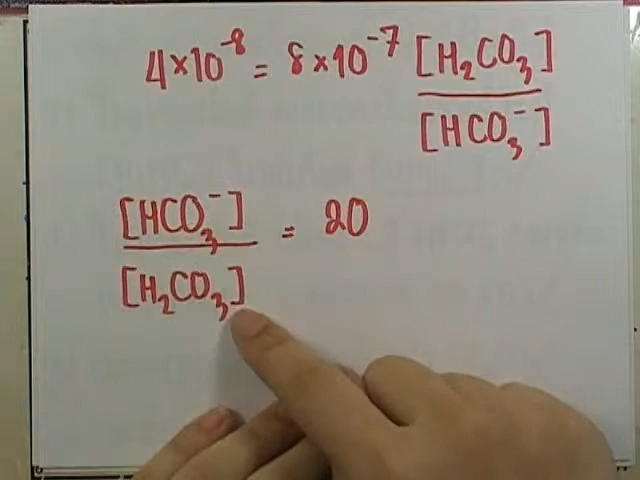 4×10⁻⁸ = 8×10⁻⁷ [H₂CO₃]
[HCO₃⁻]
[HCO₃⁻] = 20
[H₂CO₃]